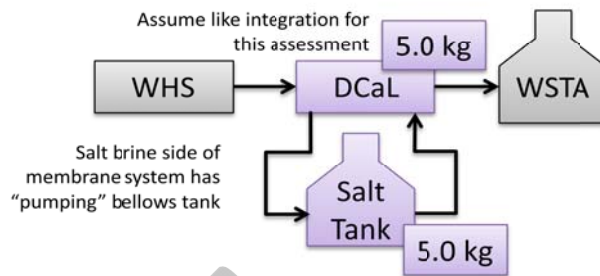 Assume like integration for
this assessment
5.0 kg
WHS
DCaL
WSTA
Salt brine side of
membrane system has
“pumping” bellows tank
Salt
Tank
5.0 kg